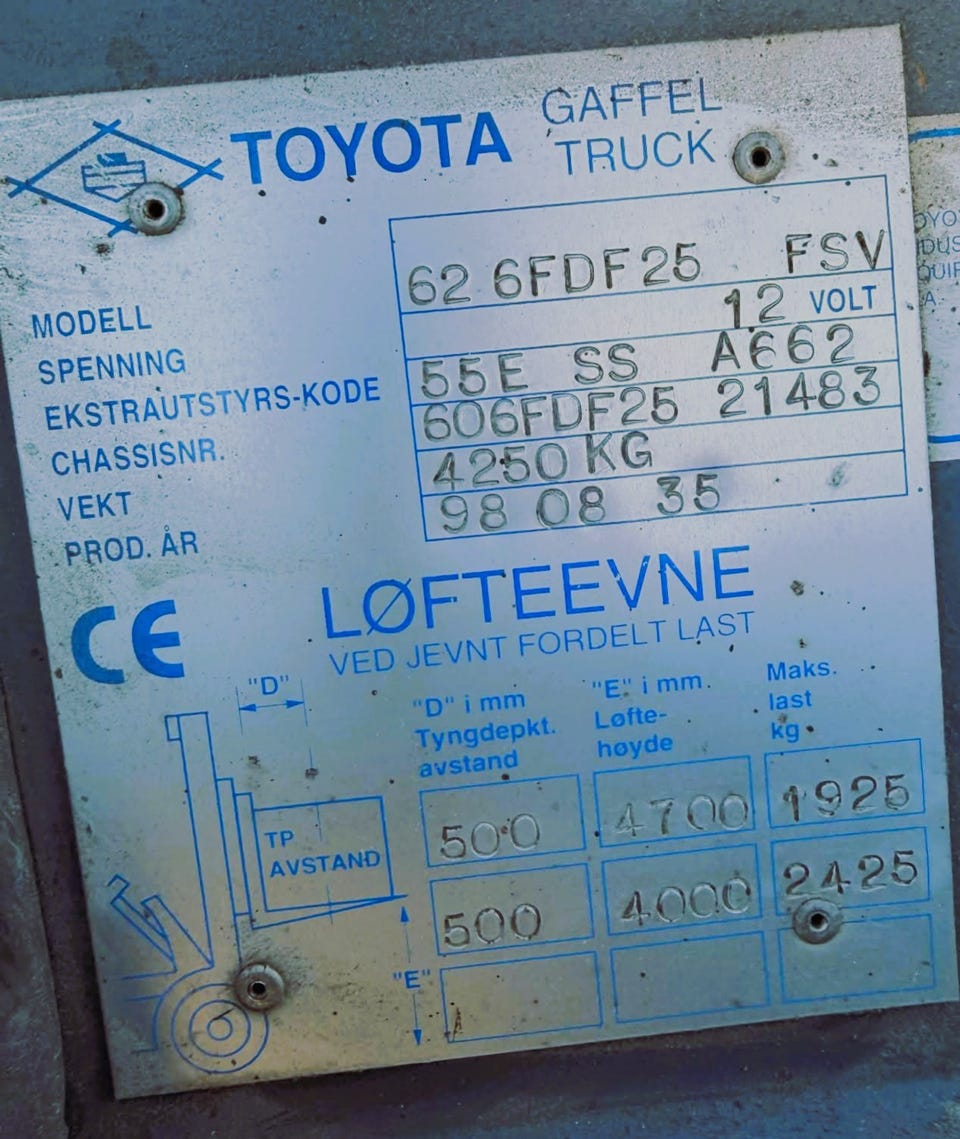 TOYOTA GAFFEL TRUCK
MODELL 62 6FDF25 FSV
SPENNING 12 VOLT
EKSTRAUTSTYRS-KODE 55E SS A662
CHASSISNR. 606FDF25 21483
VEKT 4250 KG
PROD. ÅR 98 08 35
CE
LØFTEEVNE
VED JEVNT FORDELT LAST
"D"
"D" i mm
Tyngdepkt.
avstand
"E" i mm.
Løfte-
høyde
Maks.
last
kg
500 4700 1925
500 4000 2425
TP
AVSTAND
"E"